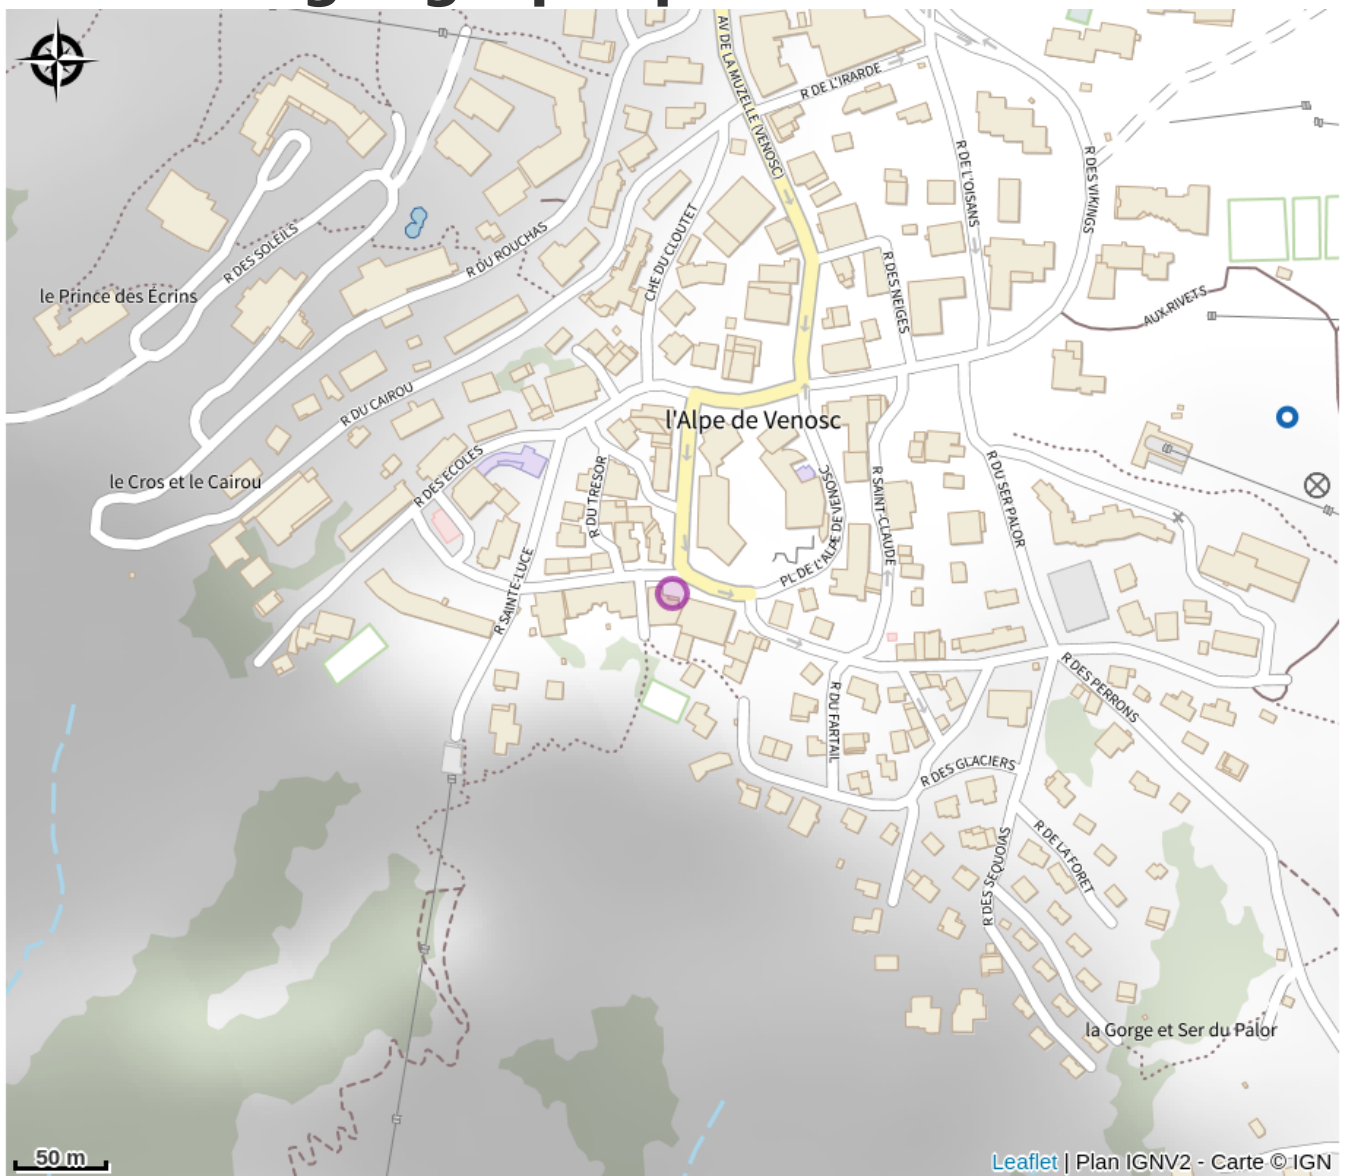 AV DE LA MUZELLE (VENOSC)
R DE L'IRARDE
R DE L'OISANS
R DES VIKINGS
R DES SOLEILS
R DU ROUCHAS
CHE DU CLOUTET
R DES NEIGES
le Prince des Ecrins
AUX-RIVETS
R DU CAIROU
l'Alpe de Venosc
le Cros et le Cairou
R DES ECOLES
R DU TRESOR
PL DE L'ALPE DE VENOSC
R SAINT-CLAUDE
R DU SER PALOR
R SAINTE-LUCE
R DES PERRONS
R DU FARTAIL
R DES GLACIERS
R DES SEQUOIAS
R DE LA FORET
la Gorge et Ser du Palor
50 m
Leaflet | Plan IGNV2 - Carte © IGN